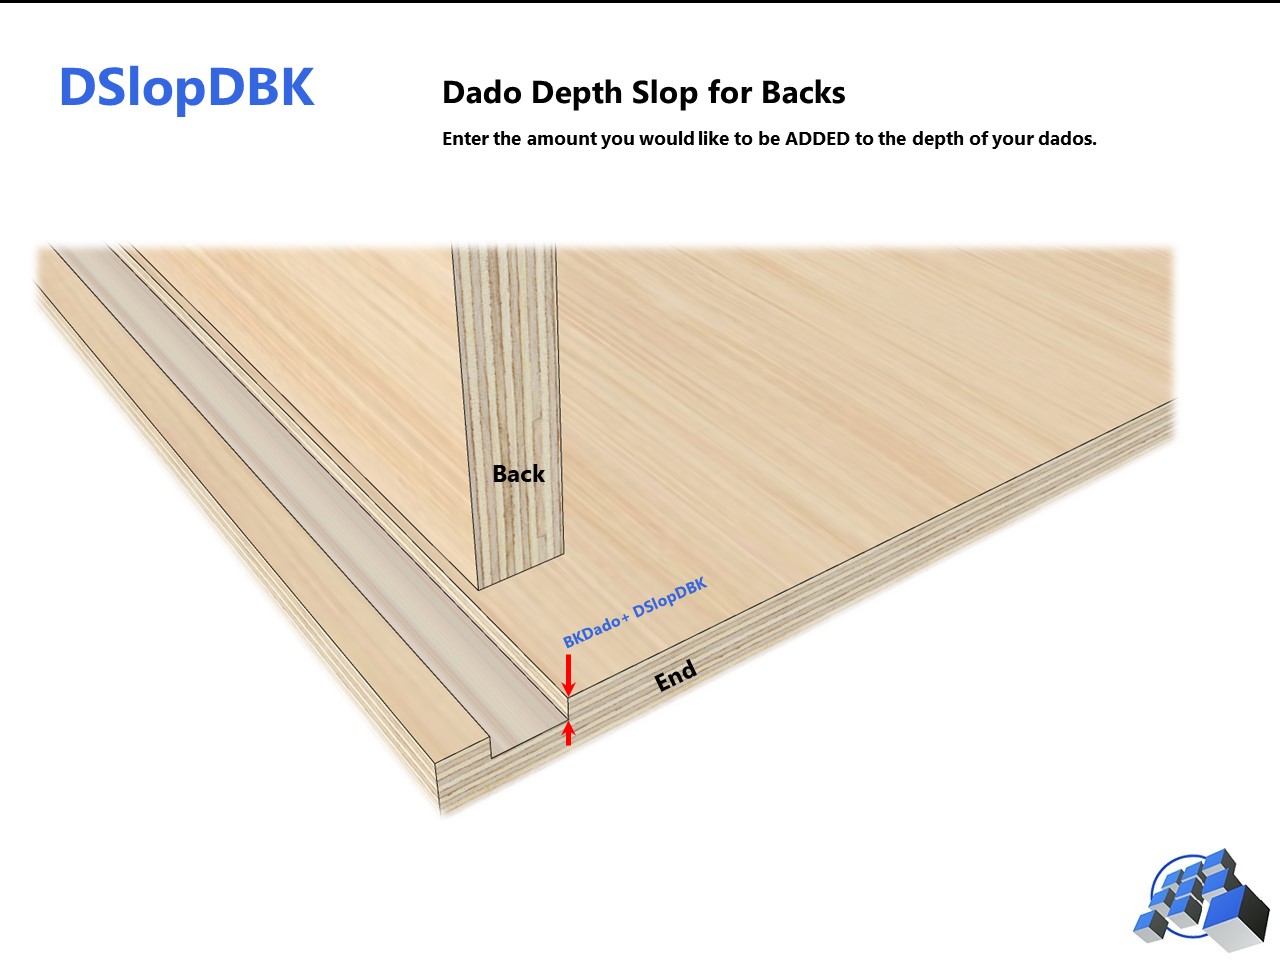 DSlopDBK
Dado Depth Slop for Backs
Enter the amount you would like to be ADDED to the depth of your dados.
Back
BKDado+ DSlopDBK
End